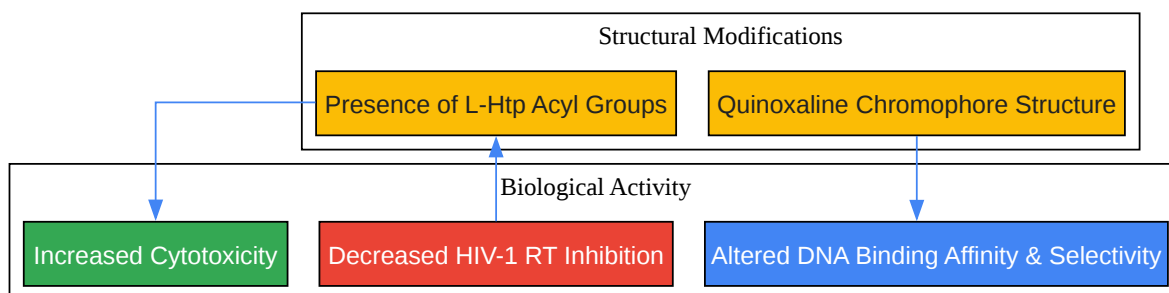 Structural Modifications
Presence of L-Htp Acyl Groups
Quinoxaline Chromophore Structure
Biological Activity
Increased Cytotoxicity
Decreased HIV-1 RT Inhibition
Altered DNA Binding Affinity & Selectivity